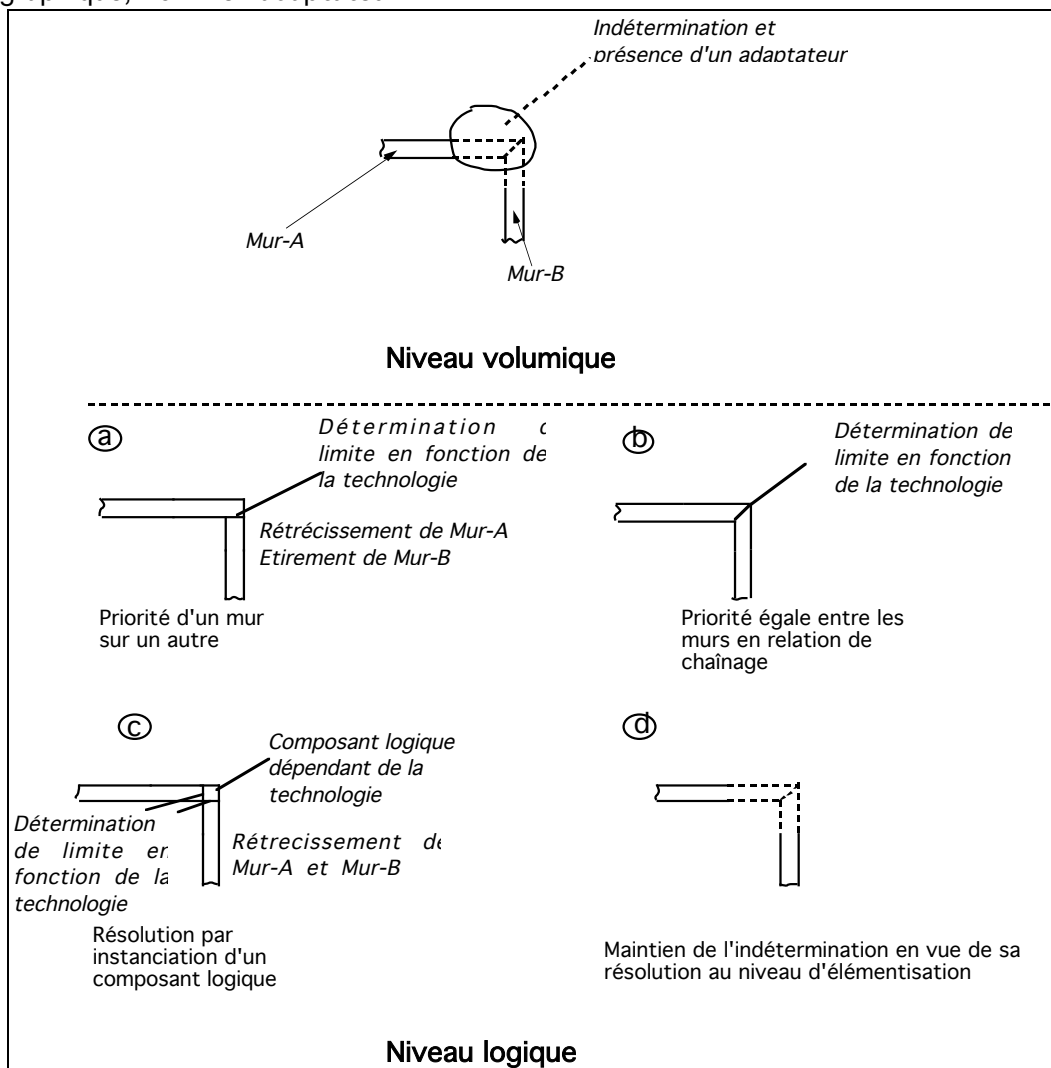 Indétermination et
présence d'un adaptateur
Mur-A
Mur-B
Niveau volumique
a
Détermination
limite en fonction de
la technologie
Rétrécissement de Mur-A
Etirement de Mur-B
Priorité d'un mur
sur un autre
b
Détermination de
limite en fonction
de la technologie
Priorité égale entre les
murs en relation de
chaînage
c
Composant logique
dépendant de la
technologie
Détermination
de limite en
fonction de la
technologie
Rétrecissement de
Mur-A et Mur-B
Résolution par
instanciation d'un
composant logique
d
Maintien de l'indétermination en vue de sa
résolution au niveau d'élémentisation
Niveau logique